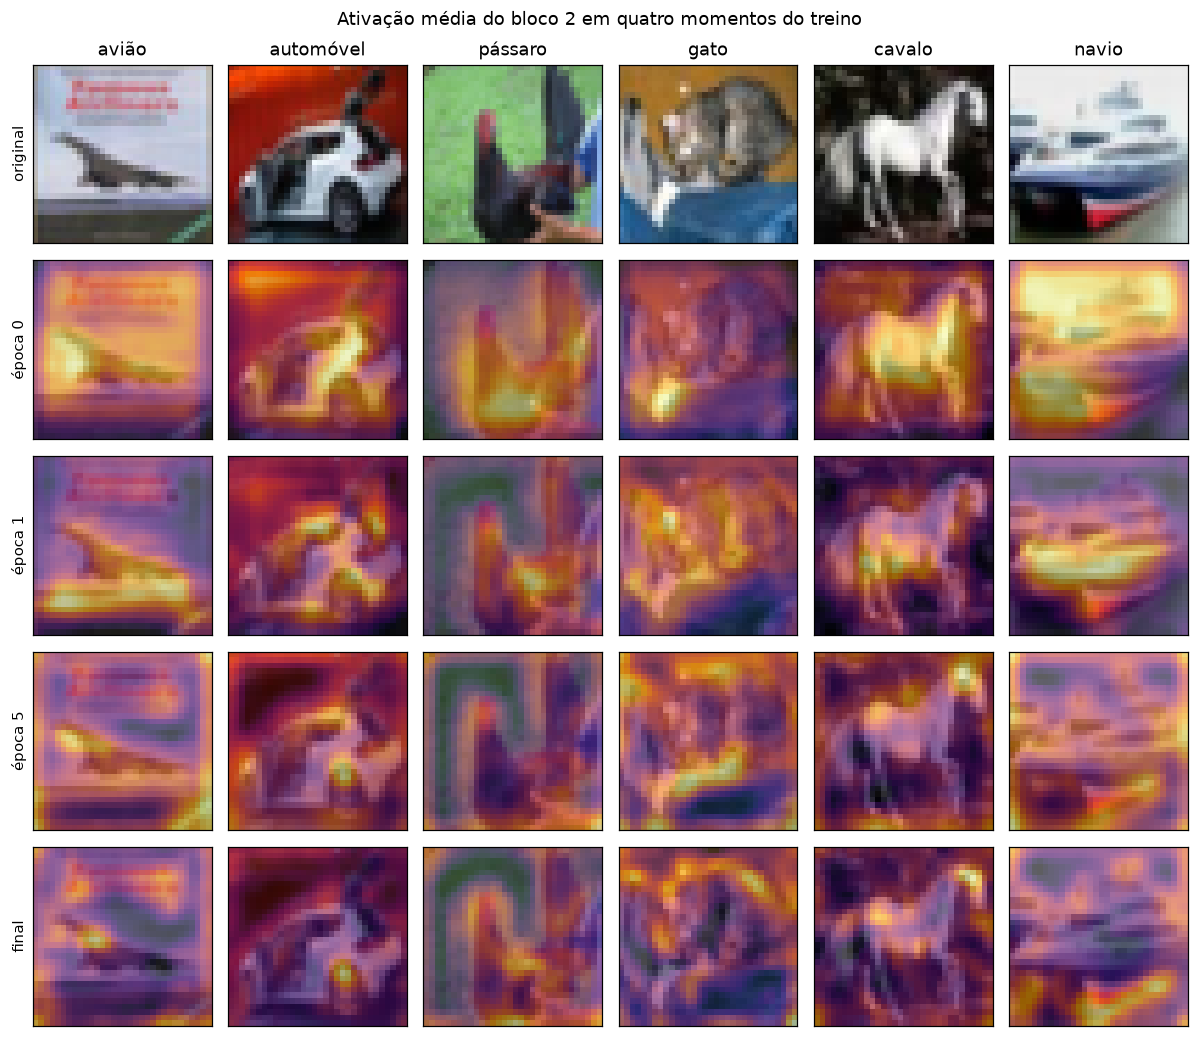 Ativação média do bloco 2 em quatro momentos do treino
avião automóvel pássaro gato cavalo navio
original
época 0
época 1
época 5
final